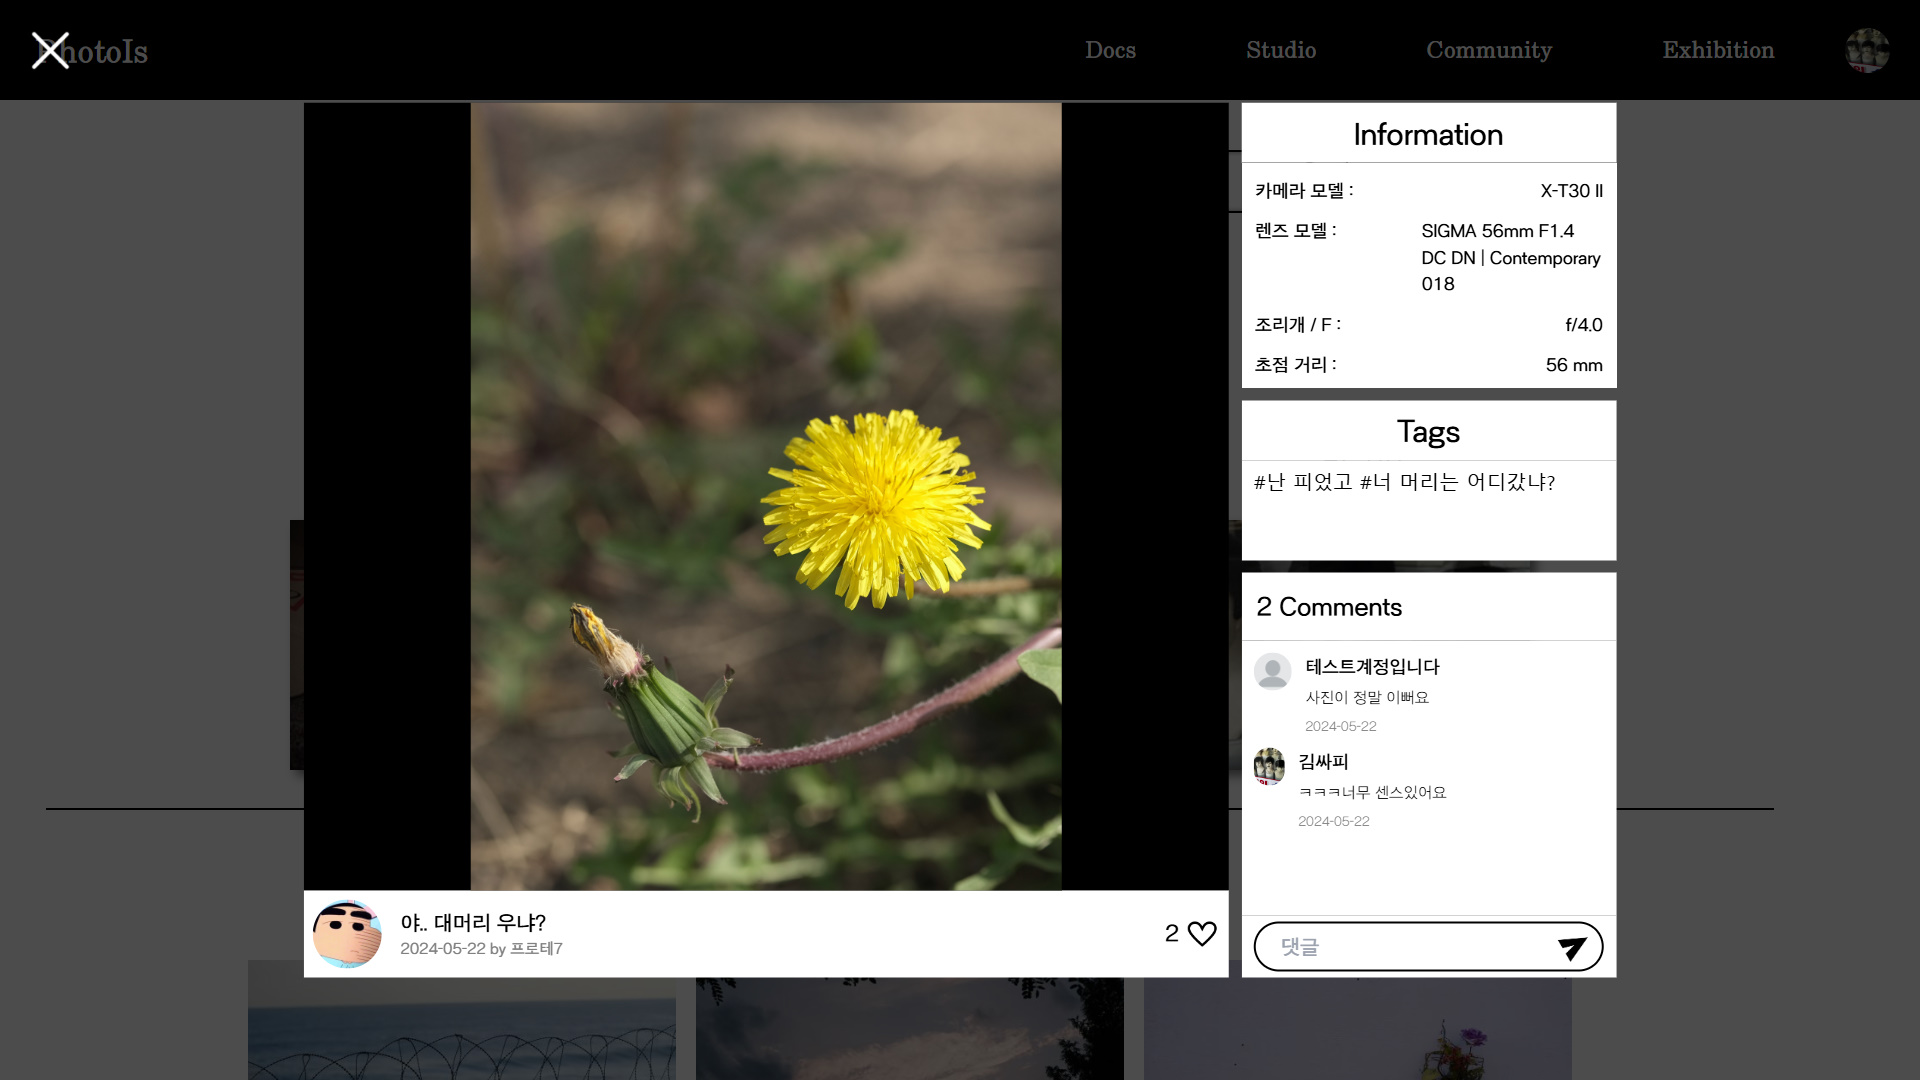 PhotoIs
Docs
Studio
Community
Exhibition
Information
카메라 모델 :
X-T30 II
렌즈 모델 :
SIGMA 56mm F1.4
DC DN | Contemporary
018
조리개 / F :
f/4.0
초점 거리 :
56 mm
Tags
#난 피었고 #너 머리는 어디갔냐?
2 Comments
테스트계정입니다
사진이 정말 이뻐요
2024-05-22
김싸피
ㅋㅋㅋ너무 센스있어요
2024-05-22
댓글
야.. 대머리 우냐?
2024-05-22 by 프로테7
2